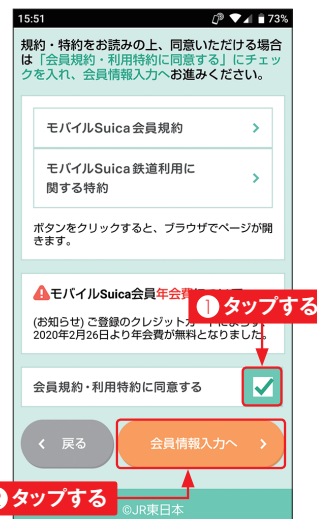 15:51 73%
規約・特約をお読みの上、同意いただける場合
は「会員規約・利用特約に同意する」にチェッ
クを入れ、会員情報入力へお進みください。
モバイルSuica会員規約
モバイルSuica鉄道利用に
関する特約
ボタンをクリックすると、ブラウザでページが開
きます。
モバイルSuica会員年会費
❶タップする
(お知らせ) ご登録のクレジット
2020年2月26日より年会費が無料となりました。
会員規約・利用特約に同意する
戻る
会員情報入力へ
タップする
©JR東日本